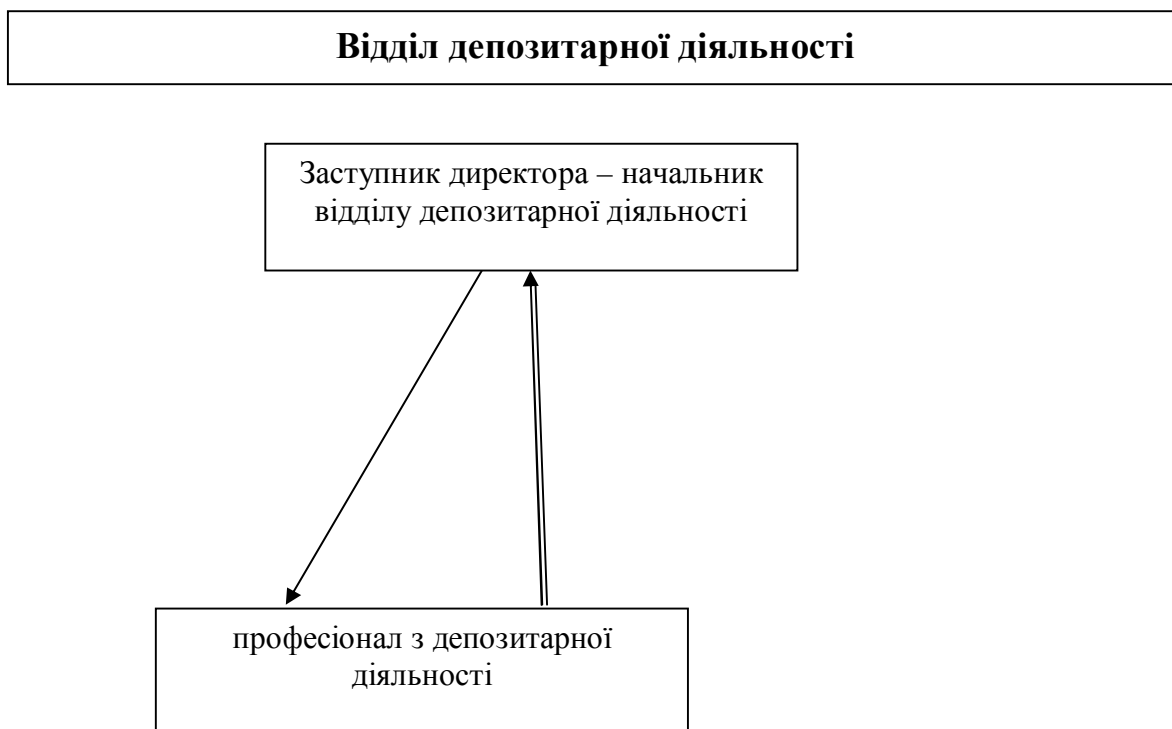 Відділ депозитарної діяльності
Заступник директора – начальник
відділу депозитарної діяльності
професіонал з депозитарної
діяльності